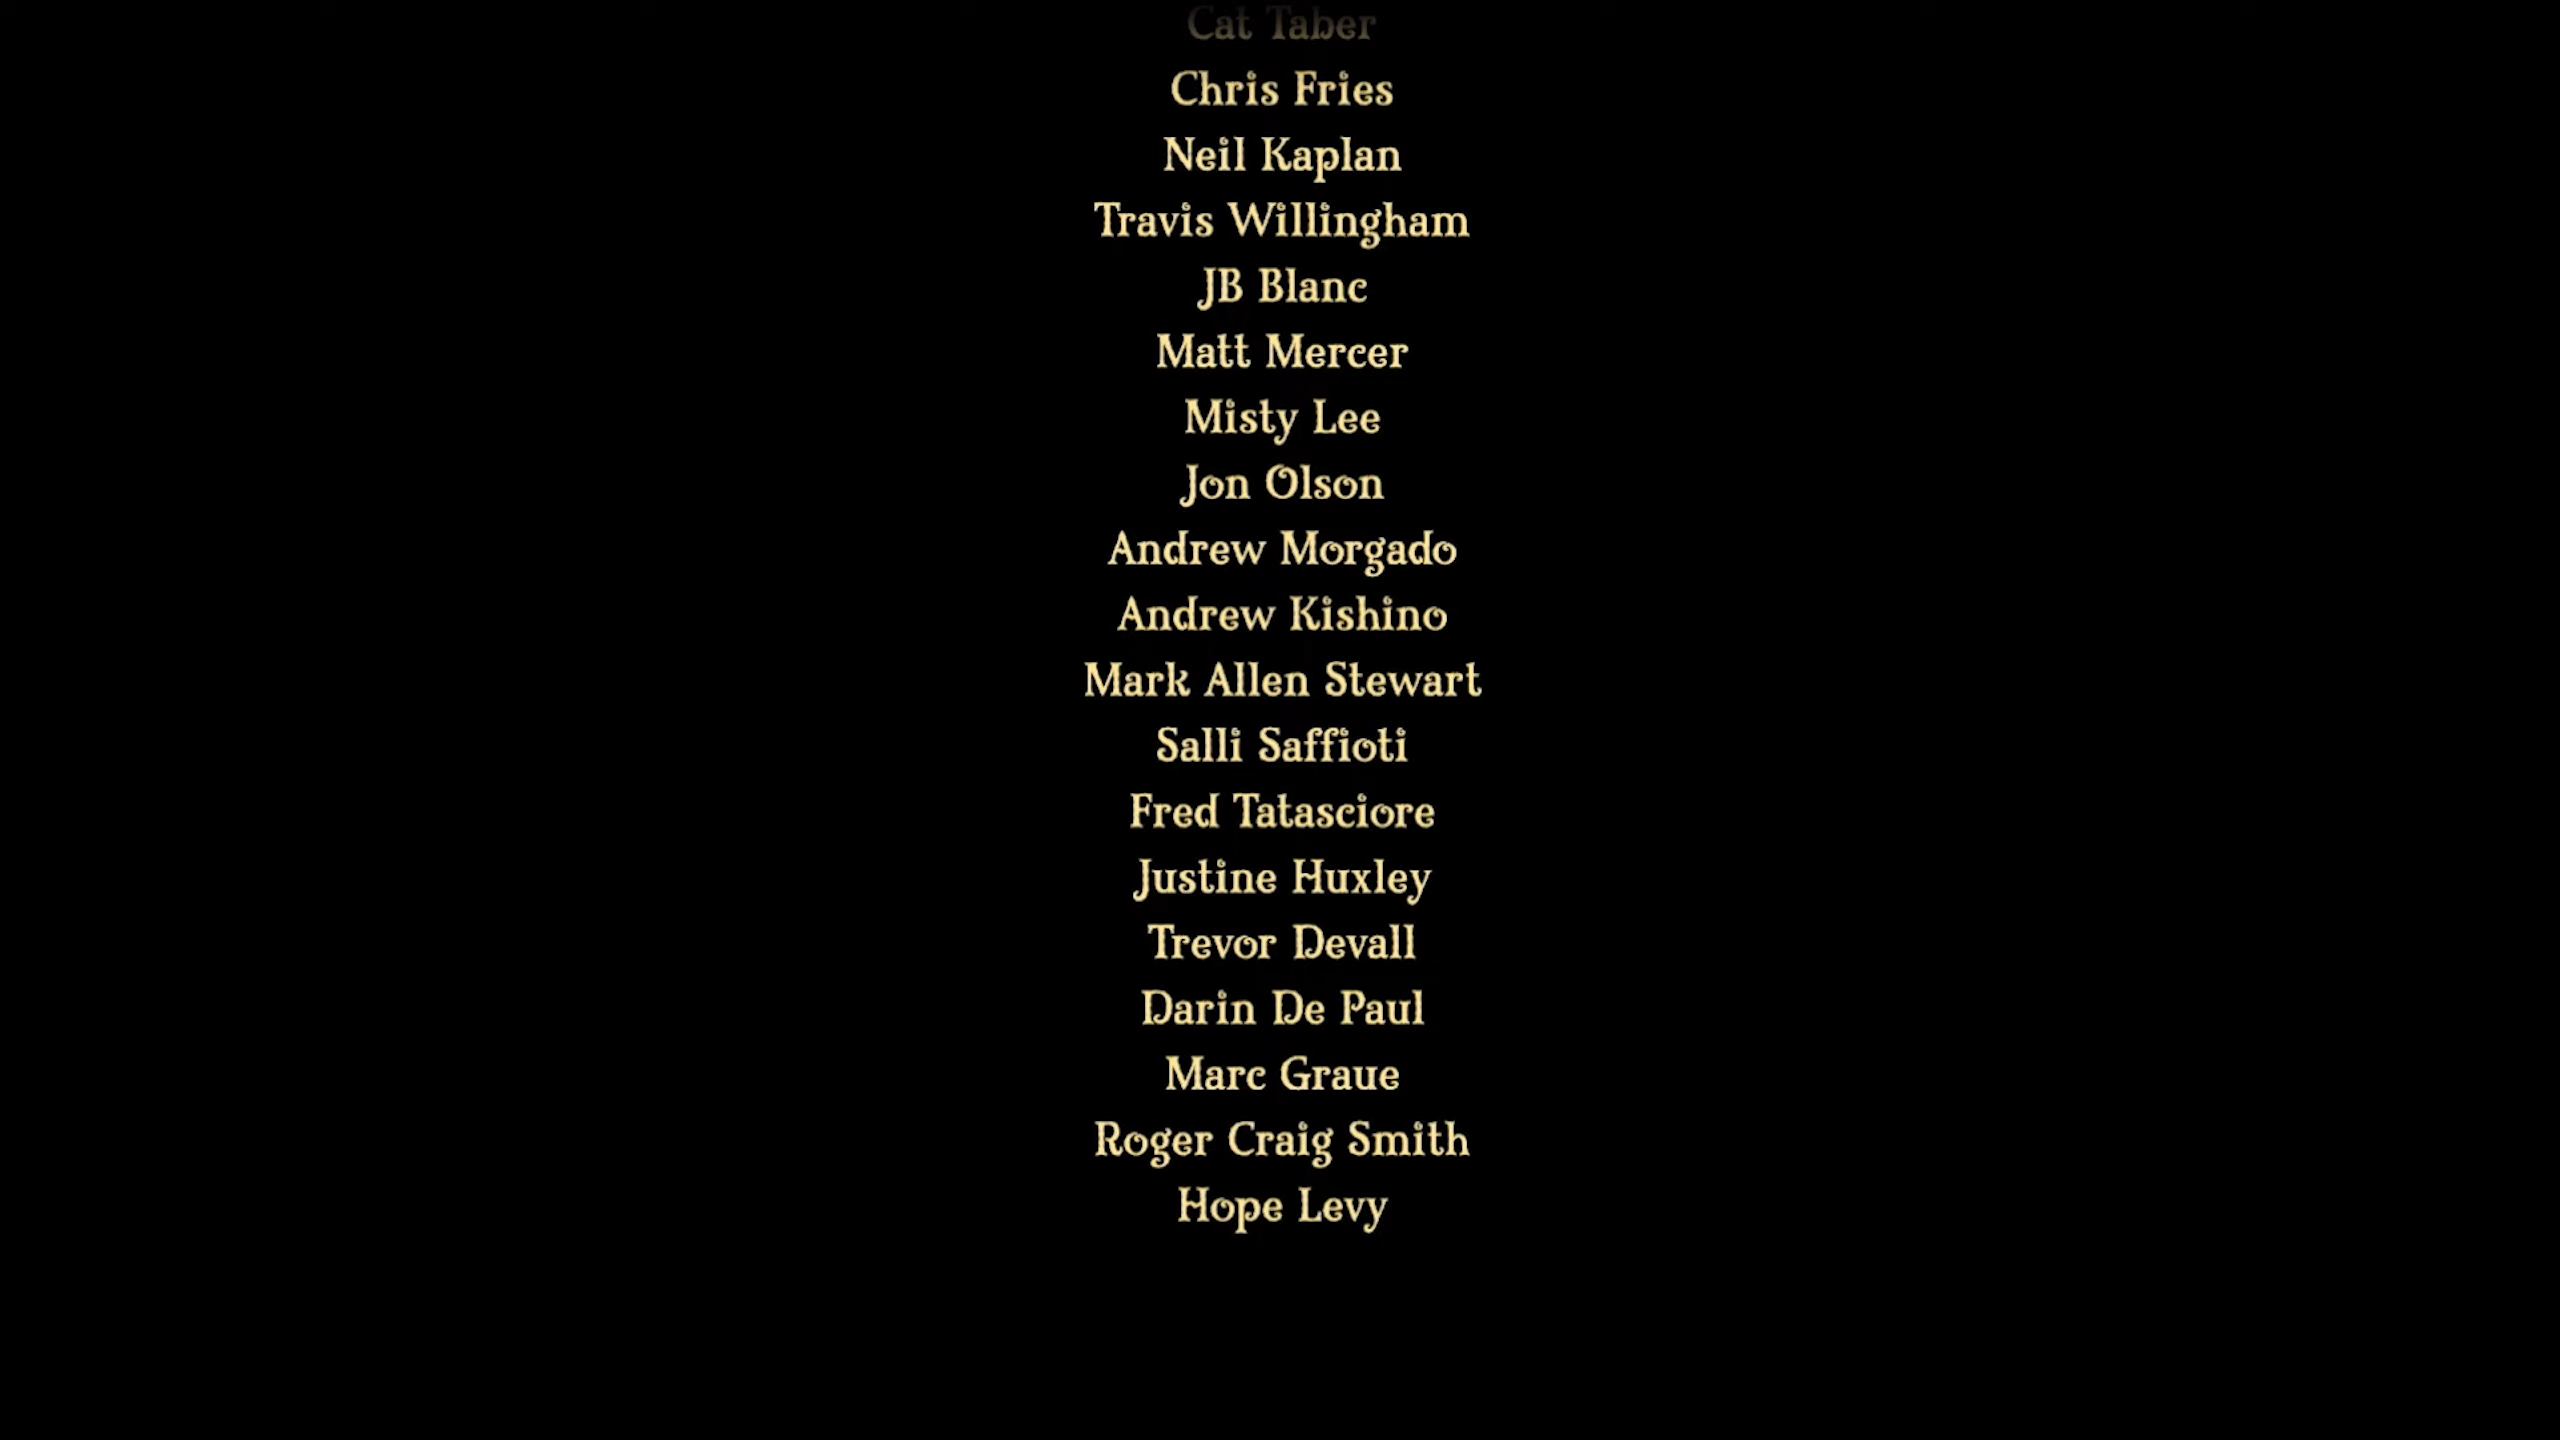 Cat Taber
Chris Fries
Neil Kaplan
Travis Willingham
JB Blanc
Matt Mercer
Misty Lee
Jon Olson
Andrew Morgado
Andrew Kishino
Mark Allen Stewart
Salli Saffioti
Fred Tatasciore
Justine Huxley
Trevor Devall
Darin De Paul
Marc Graue
Roger Craig Smith
Hope Levy